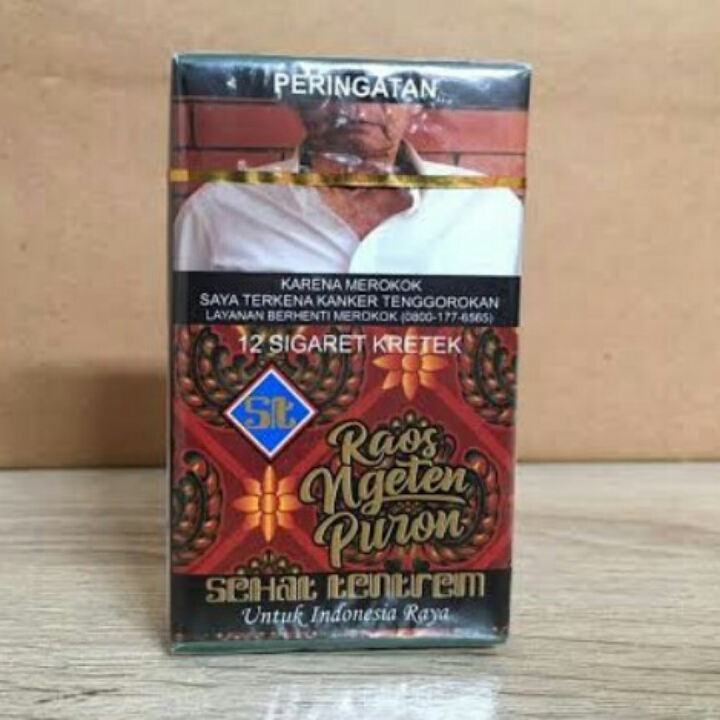 PERINGATAN
KARENA MEROKOK
SAYA TERKENA KANKER TENGGOROKAN
LAYANAN BERHENTI MEROKOK (0800-177-6565)
12 SIGARET KRETEK
St
Raos
Ngeten
Puron
SEHAT TENTREM
Untuk Indonesia Raya